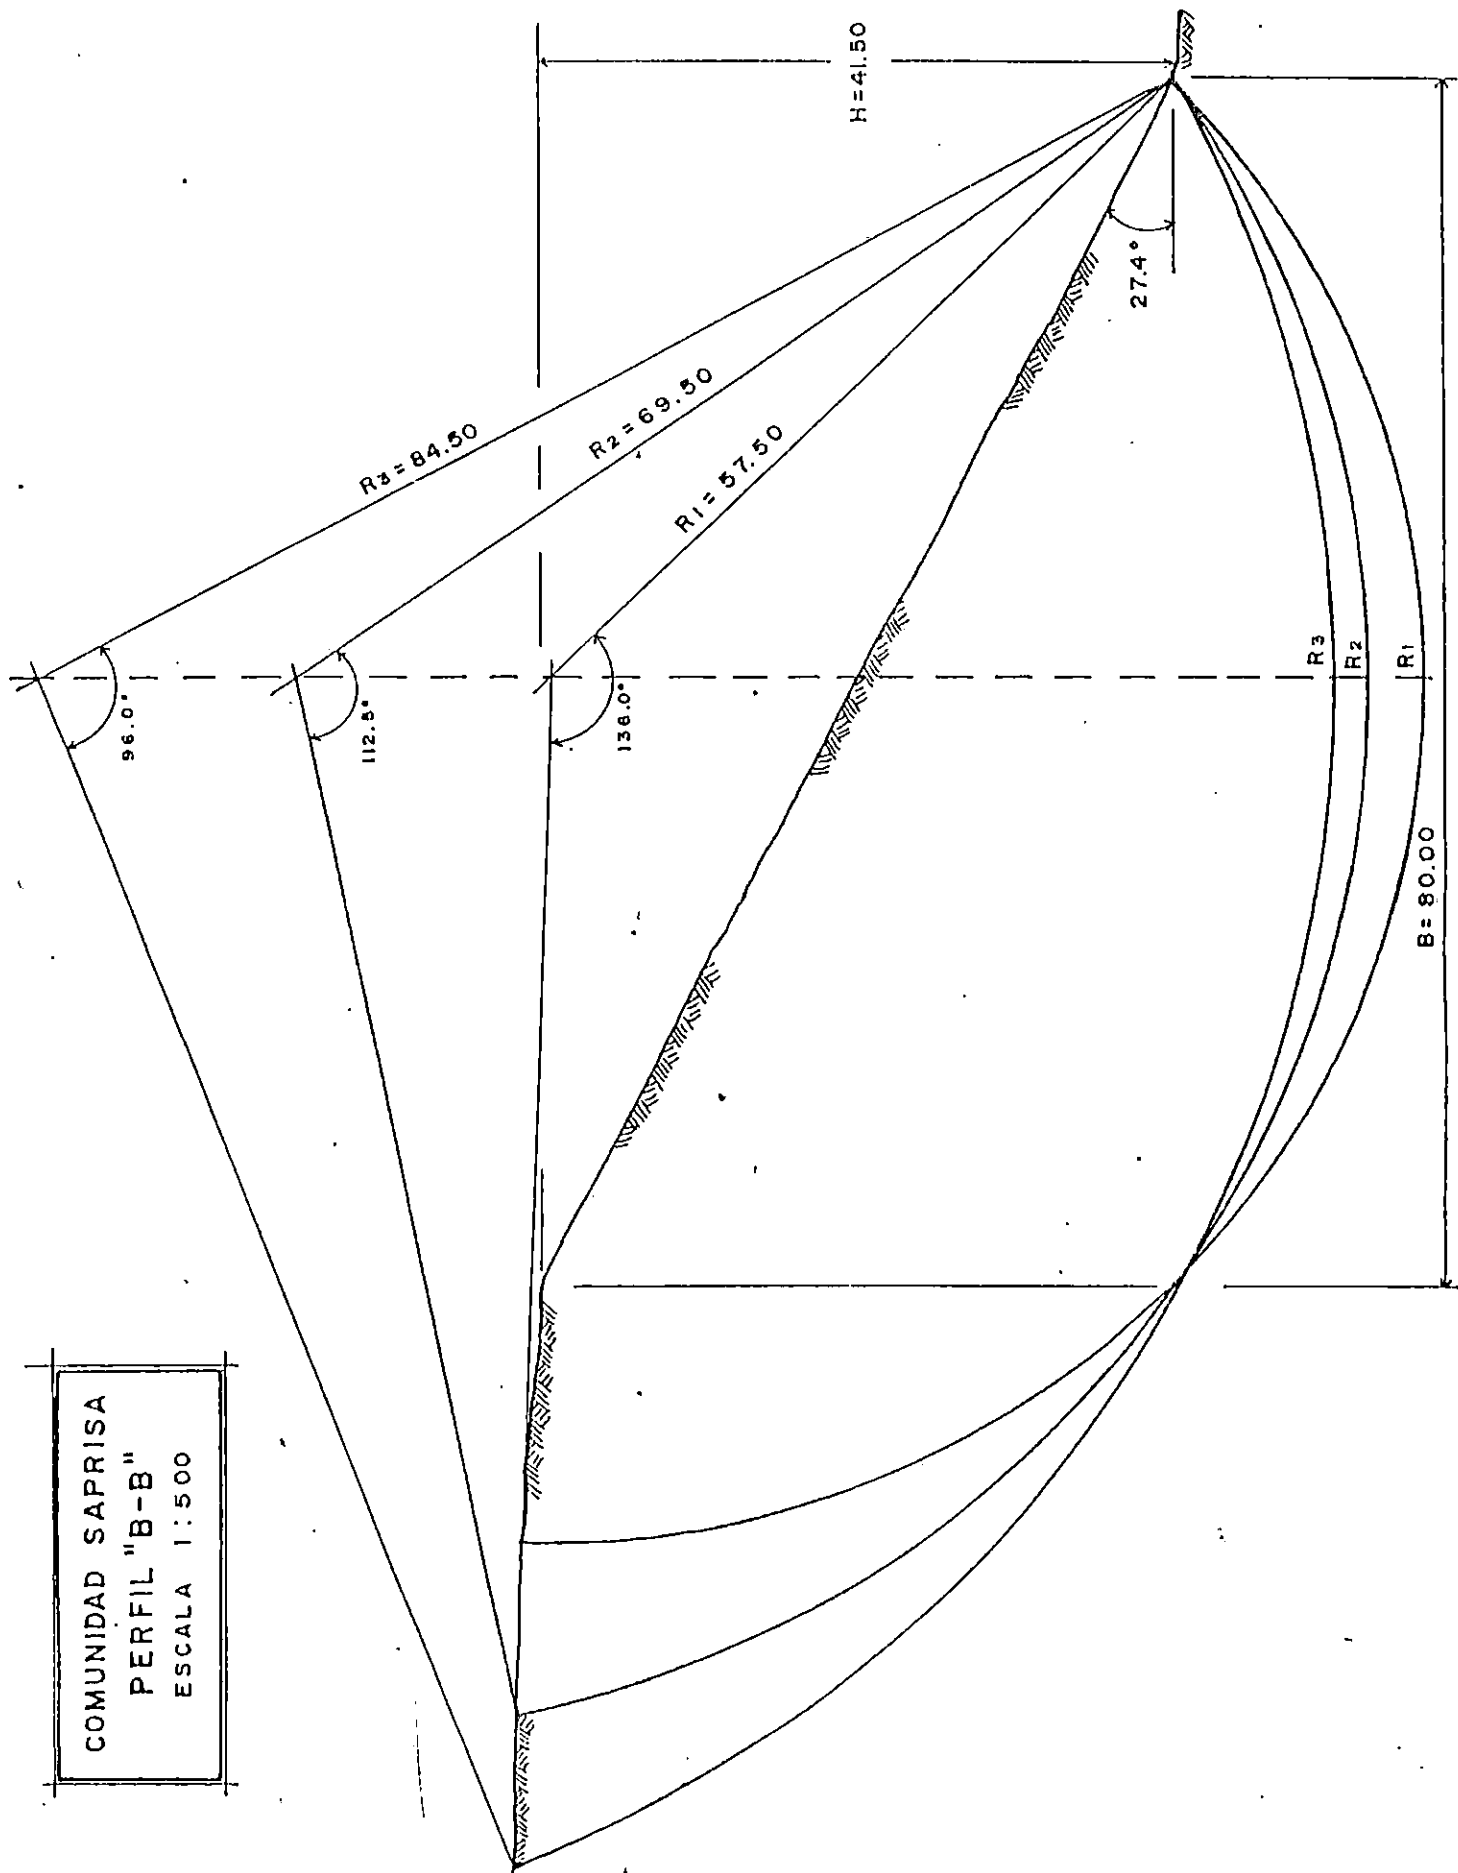 COMUNIDAD SAPRISA
PERFIL "B-B"
ESCALA 1:500
R3 = 84.50
R2 = 69.50
R1 = 57.50
96.0°
112.5°
136.0°
H=41.50
27.4°
R3
R2
R1
B=80.00